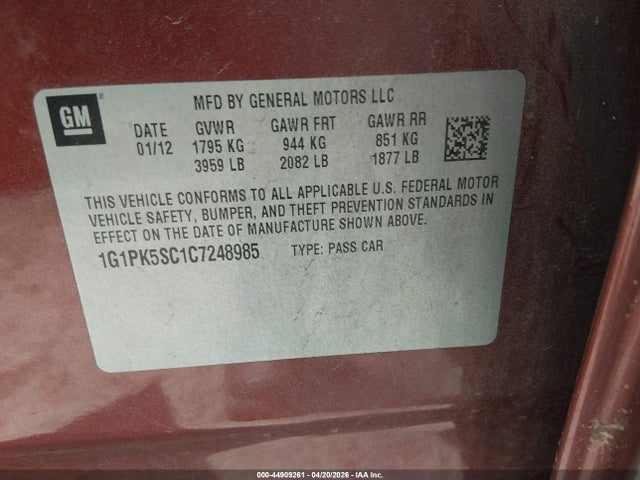 GM
MFD BY GENERAL MOTORS LLC
DATE GVWR GAWR FRT GAWR RR
01/12 1795 KG 944 KG 851 KG
3959 LB 2082 LB 1877 LB
THIS VEHICLE CONFORMS TO ALL APPLICABLE U.S. FEDERAL MOTOR
VEHICLE SAFETY, BUMPER, AND THEFT PREVENTION STANDARDS IN
EFFECT ON THE DATE OF MANUFACTURE SHOWN ABOVE.
1G1PK5SC1C7248985 TYPE: PASS CAR
000-44909261 - 04/20/2026 - IAA Inc.